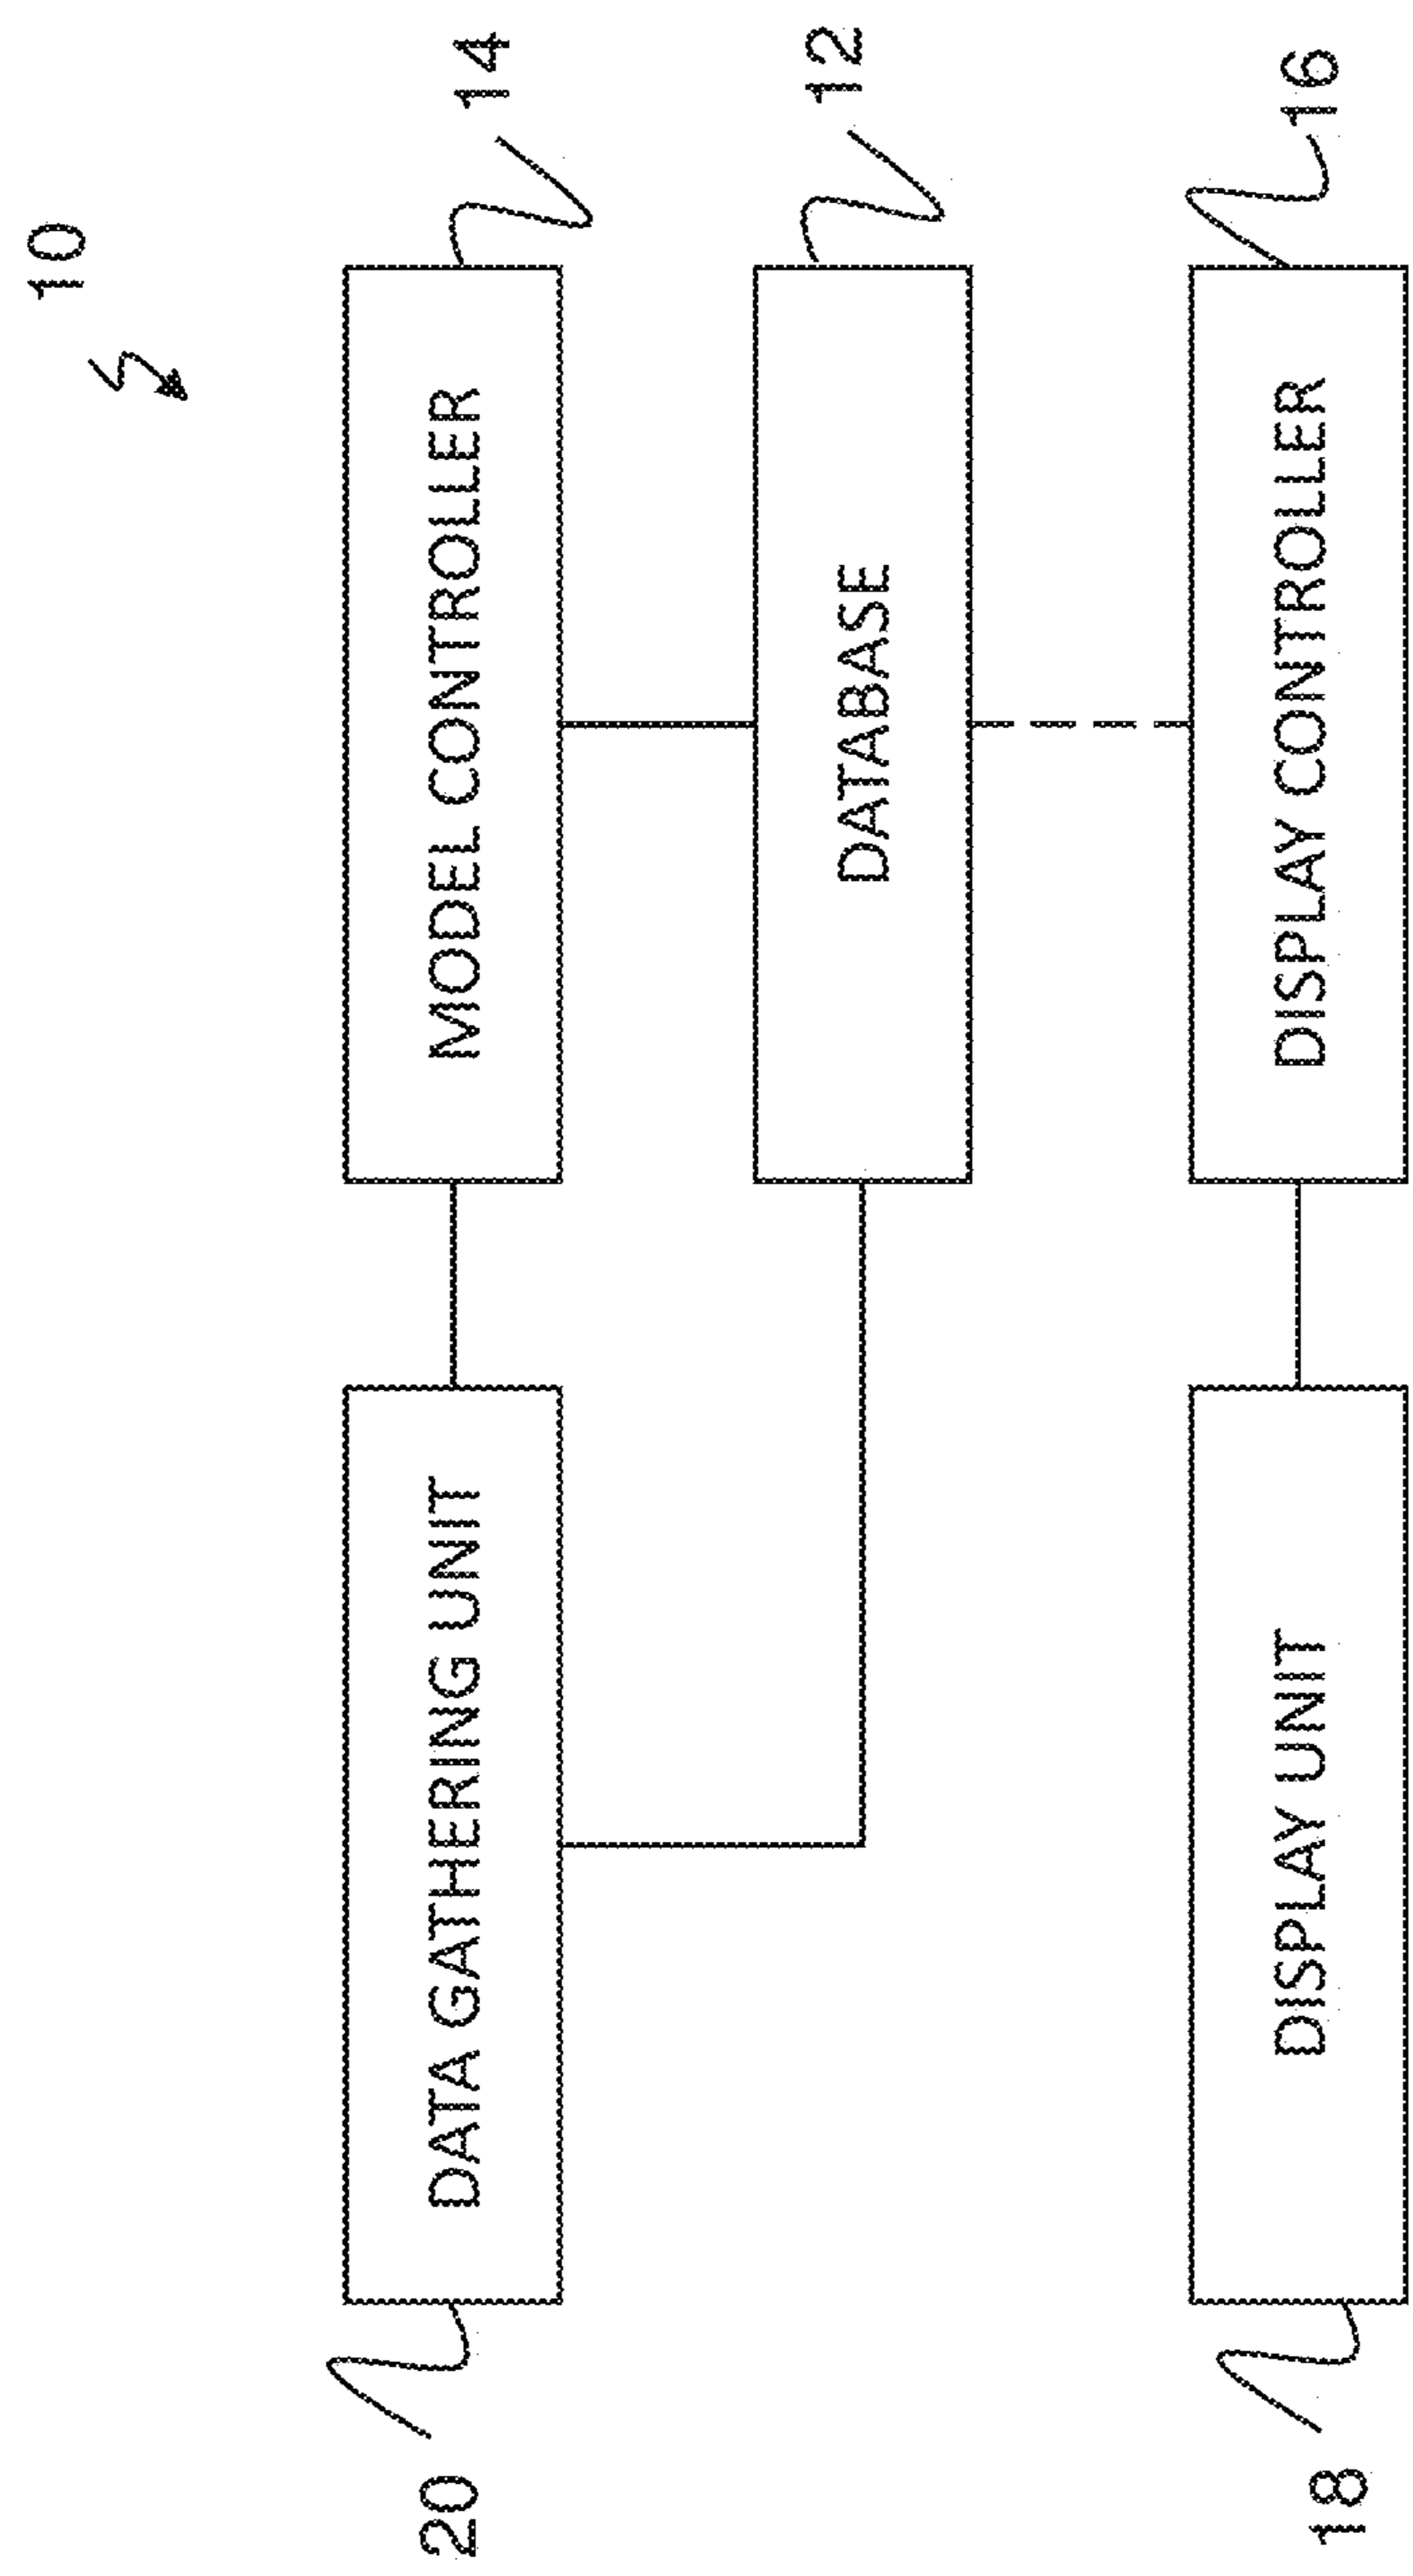 10
20
DATA GATHERING UNIT
MODEL CONTROLLER
14
DATABASE
12
18
DISPLAY UNIT
DISPLAY CONTROLLER
16